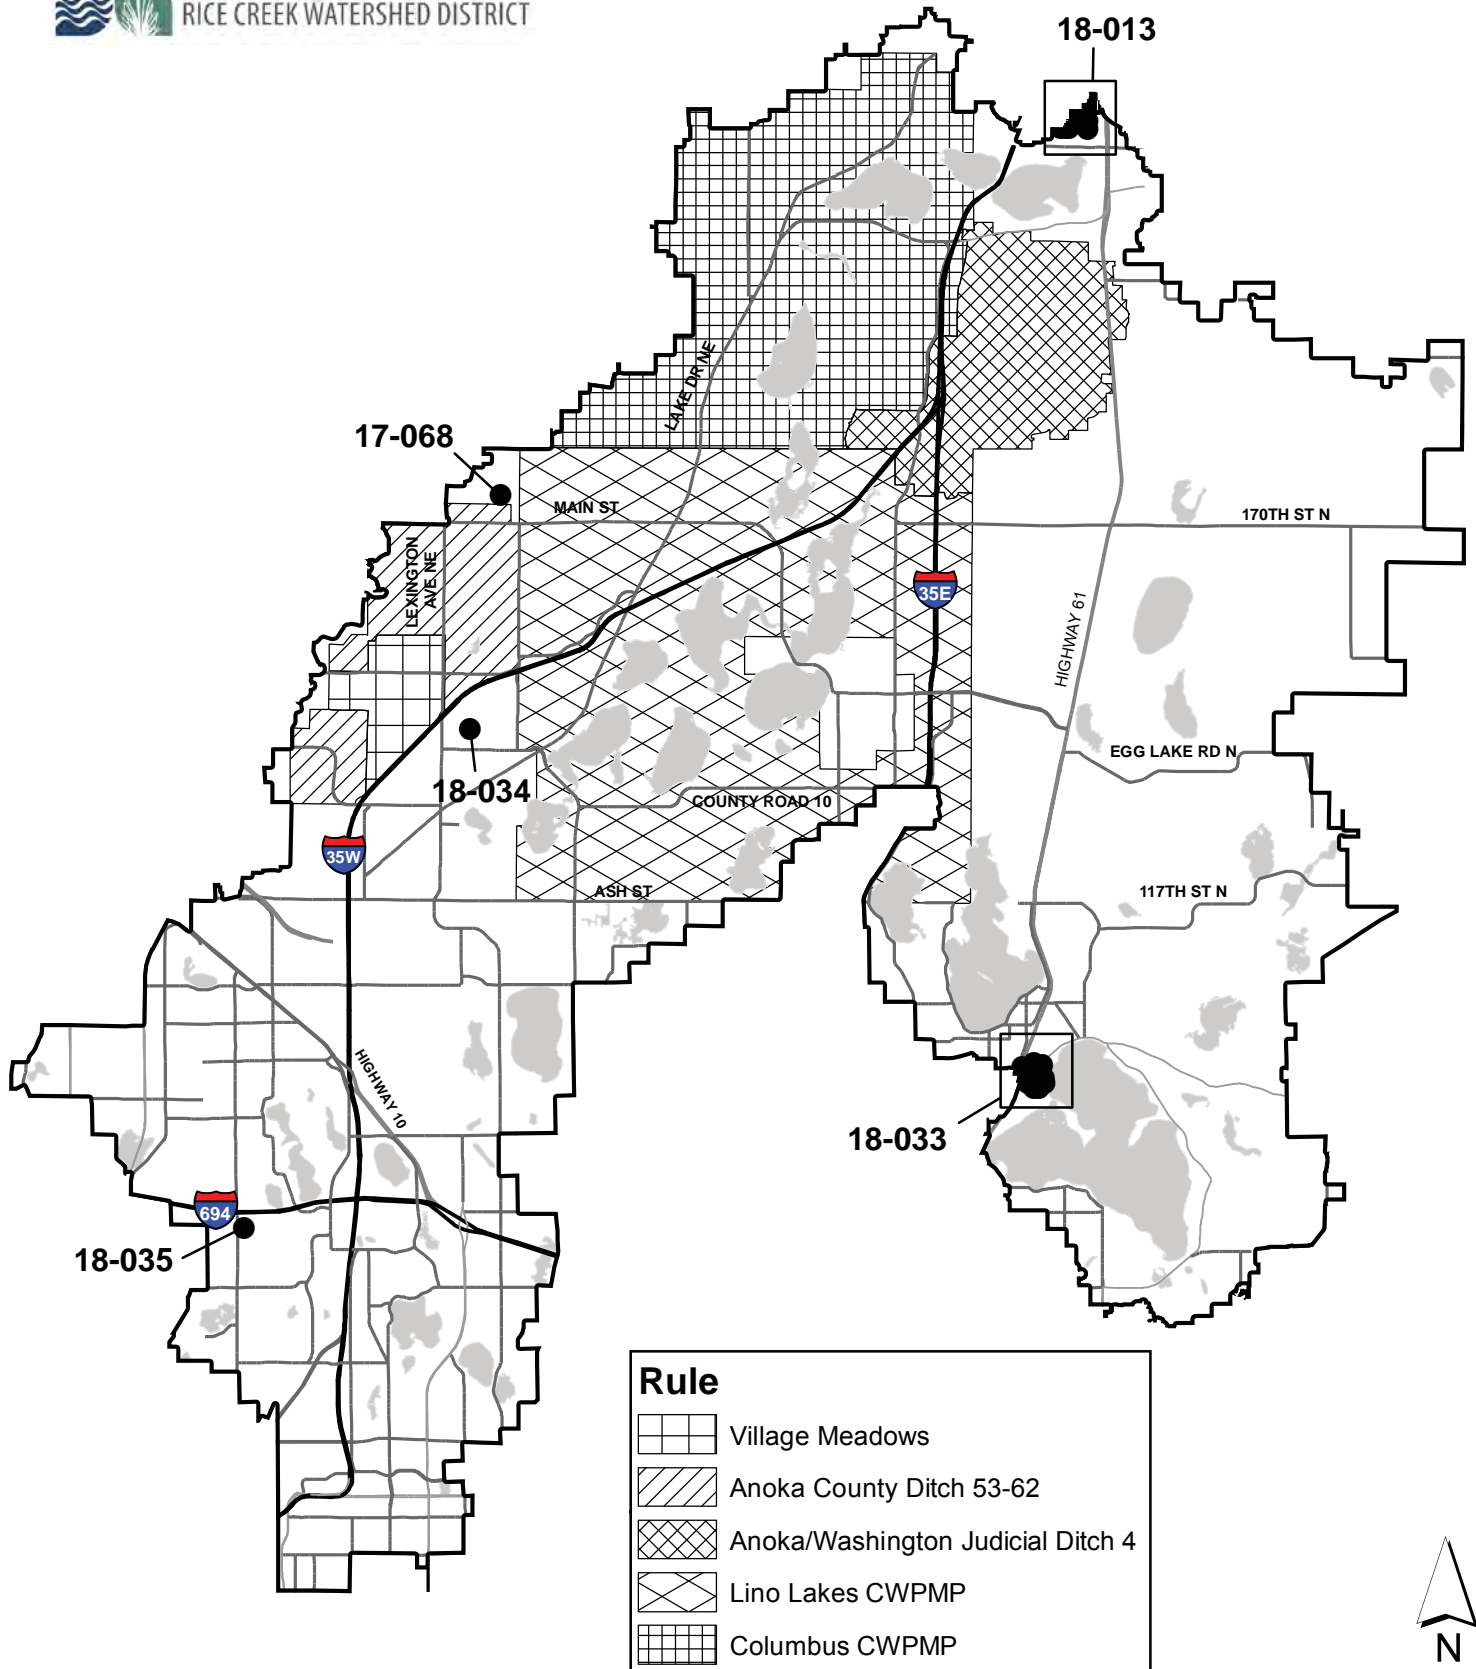 RICE CREEK WATERSHED DISTRICT
18-013
LAKE DR NE
17-068
MAIN ST
170TH ST N
LEXINGTON
AVE NE
35E
HIGHWAY 61
EGG LAKE RD N
18-034
COUNTY ROAD 10
35W
ASH ST
117TH ST N
HIGHWAY 10
18-033
694
18-035
Rule
Village Meadows
Anoka County Ditch 53-62
Anoka/Washington Judicial Ditch 4
Lino Lakes CWPMP
Columbus CWPMP
N